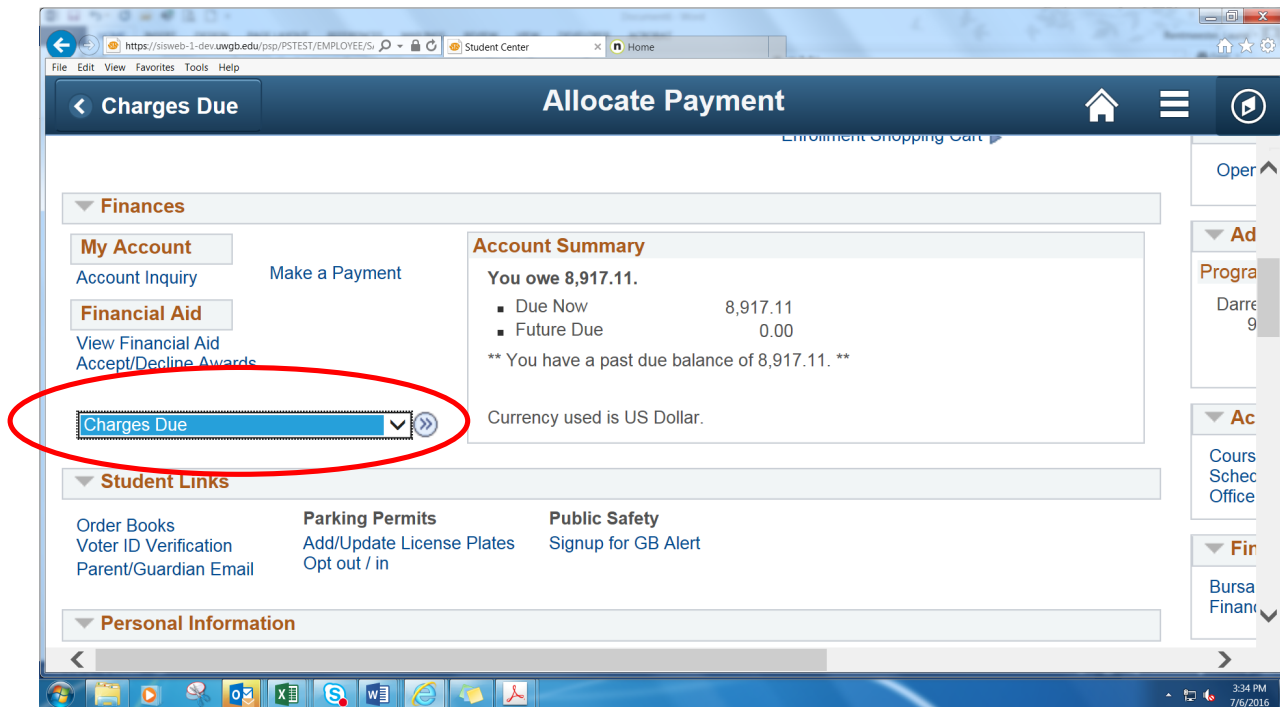 https://sisweb-1-dev.uwgb.edu/psp/PSTEST/EMPLOYEE/SA
Student Center
Home
File Edit View Favorites Tools Help
Charges Due
Allocate Payment
Enrollment Shopping Cart
Finances
My Account
Account Inquiry
Make a Payment
Financial Aid
View Financial Aid
Accept/Decline Awards
Charges Due
Account Summary
You owe 8,917.11.
Due Now 8,917.11
Future Due 0.00
** You have a past due balance of 8,917.11. **
Currency used is US Dollar.
Student Links
Order Books
Voter ID Verification
Parent/Guardian Email
Parking Permits
Add/Update License Plates
Opt out / in
Public Safety
Signup for GB Alert
Personal Information
Oper
Ad
Progra
Darre
9
Ac
Cours
Sched
Office
Fin
Bursa
Financ
3:34 PM
7/6/2016